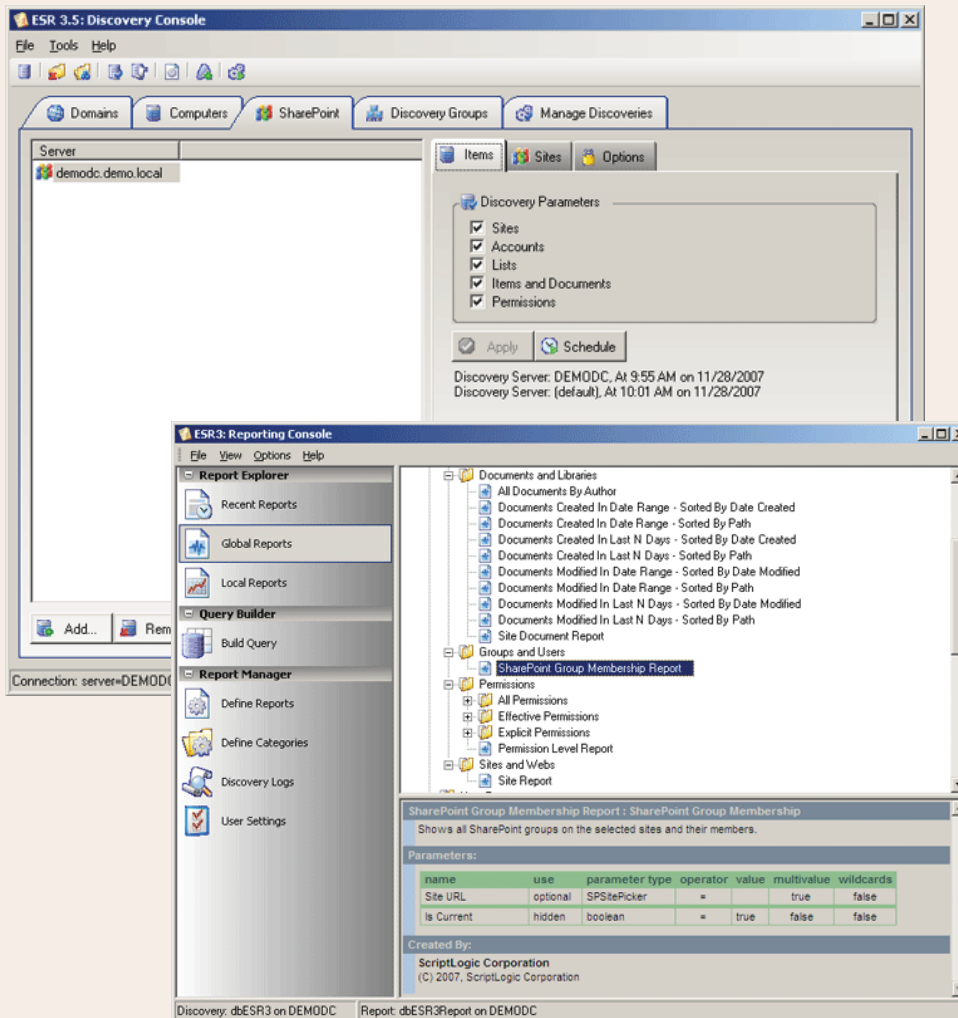 ESR 3.5: Discovery Console
File Tools Help
Domains Computers SharePoint Discovery Groups Manage Discoveries
Server
demodc.demo.local
Items Sites Options
Discovery Parameters
Sites
Accounts
Lists
Items and Documents
Permissions
Apply Schedule
Discovery Server: DEMODC, At 9:55 AM on 11/28/2007
Discovery Server: (default), At 10:01 AM on 11/28/2007
Add... Rem
Connection: server=DEMODC
ESR3: Reporting Console
File View Options Help
Report Explorer
Recent Reports
Global Reports
Local Reports
Query Builder
Build Query
Report Manager
Define Reports
Define Categories
Discovery Logs
User Settings
Documents and Libraries
All Documents By Author
Documents Created In Date Range - Sorted By Date Created
Documents Created In Date Range - Sorted By Path
Documents Created In Last N Days - Sorted By Date Created
Documents Created In Last N Days - Sorted By Path
Documents Modified In Date Range - Sorted By Date Modified
Documents Modified In Date Range - Sorted By Path
Documents Modified In Last N Days - Sorted By Date Modified
Documents Modified In Last N Days - Sorted By Path
Site Document Report
Groups and Users
SharePoint Group Membership Report
Permissions
All Permissions
Effective Permissions
Explicit Permissions
Permission Level Report
Sites and Webs
Site Report
SharePoint Group Membership Report : SharePoint Group Membership
Shows all SharePoint groups on the selected sites and their members.
Parameters:
name use parameter type operator value multivalue wildcards
Site URL optional SPSitePicker = true false
Is Current hidden boolean = true false false
Created By:
ScriptLogic Corporation
(C) 2007, ScriptLogic Corporation
Discovery: dbESR3 on DEMODC Report: dbESR3Report on DEMODC